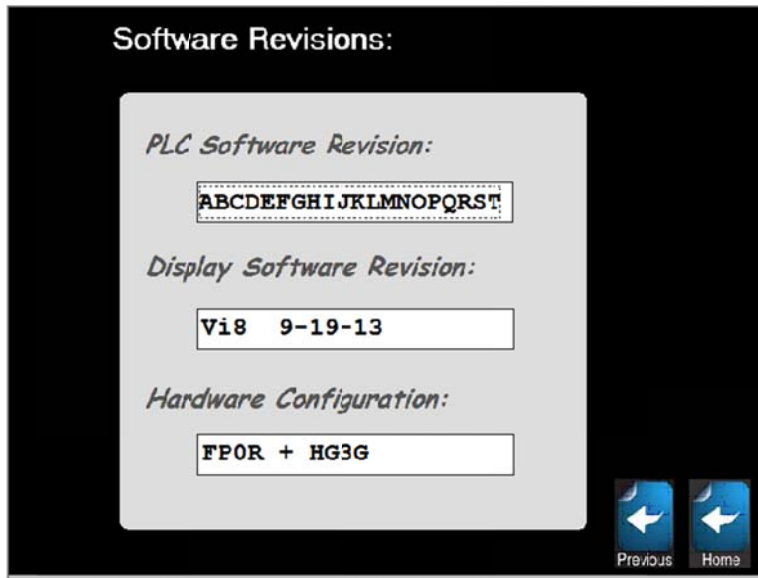 Software Revisions:
PLC Software Revision:
ABCDEFGHIJKLMNOPQRST
Display Software Revision:
Vi8  9-19-13
Hardware Configuration:
FP0R + HG3G
Previous Home